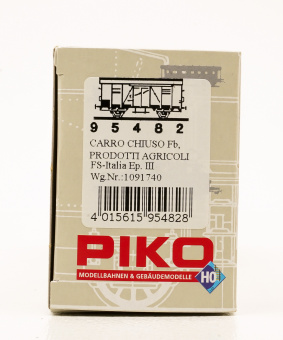 9 5 4 8 2
CARRO CHIUSO Fb,
PRODOTTI AGRICOLI
FS-Italia Ep. III
Wg.Nr.:1091740
4 015615 954828
PIKO
MODELLBAHNEN & GEBÄUDEMODELLE
H0